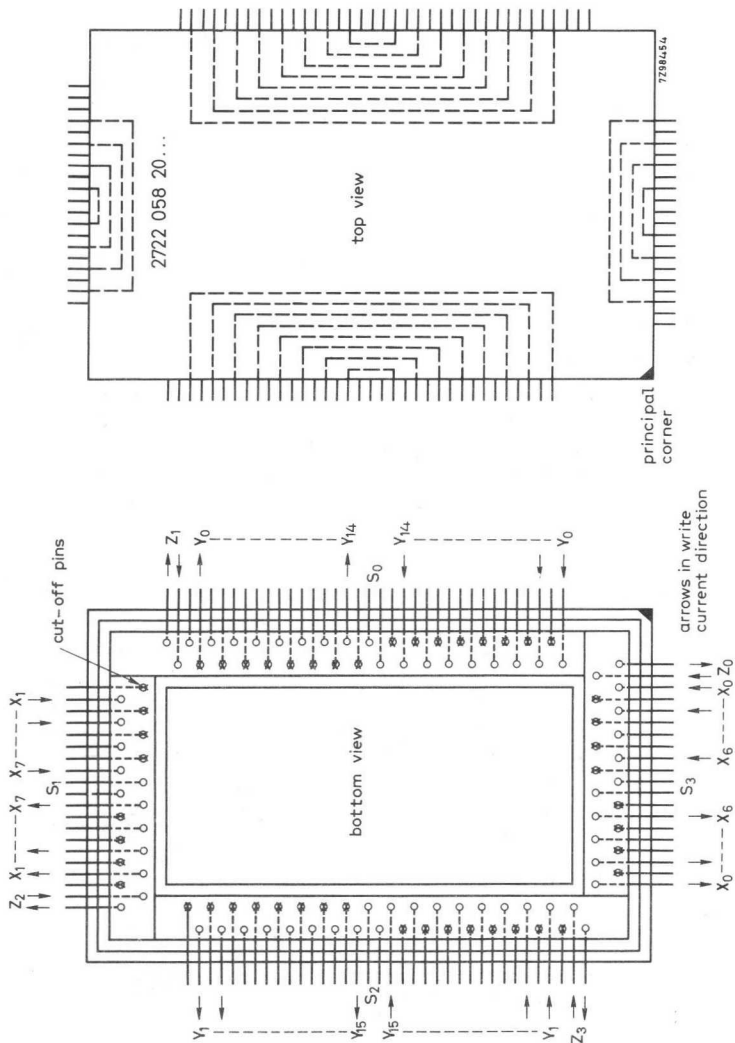 2722 058 20...
top view
7Z98454
principal
corner
cut-off pins
Z1
Y0
Y14
S0
Y14
Y0
X1
X7
S1
X7
X1
Z2
bottom view
arrows in write
current direction
Z0
X0
X6
S3
X6
X0
Y1
Y15
S2
Y15
Y1
Z3